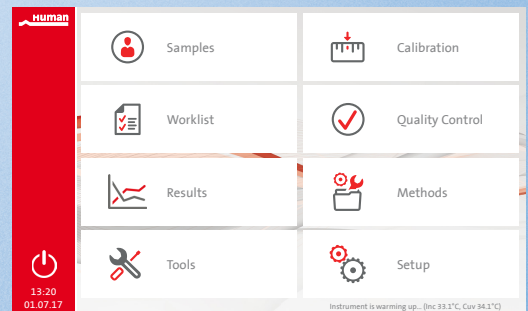 Human
Samples
Calibration
Worklist
Quality Control
Results
Methods
Tools
Setup
13:20
01.07.17
Instrument is warming up... (Inc 33.1°C, Cuv 34.1°C)